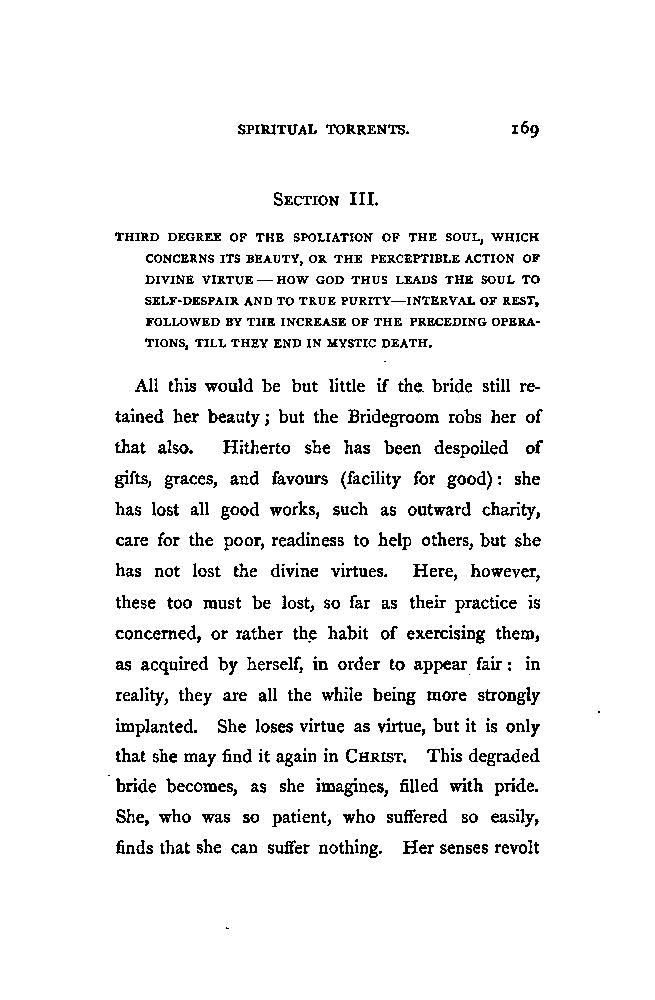 SPIRITUAL TORRENTS. 169
SECTION III.
THIRD DEGREE OF THE SPOLIATION OF THE SOUL, WHICH
CONCERNS ITS BEAUTY, OR THE PERCEPTIBLE ACTION OF
DIVINE VIRTUE — HOW GOD THUS LEADS THE SOUL TO
SELF-DESPAIR AND TO TRUE PURITY—INTERVAL OF REST,
FOLLOWED BY THE INCREASE OF THE PRECEDING OPERA-
TIONS, TILL THEY END IN MYSTIC DEATH.
All this would be but little if the bride still re-
tained her beauty; but the Bridegroom robs her of
that also. Hitherto she has been despoiled of
gifts, graces, and favours (facility for good): she
has lost all good works, such as outward charity,
care for the poor, readiness to help others, but she
has not lost the divine virtues. Here, however,
these too must be lost, so far as their practice is
concerned, or rather the habit of exercising them,
as acquired by herself, in order to appear fair: in
reality, they are all the while being more strongly
implanted. She loses virtue as virtue, but it is only
that she may find it again in CHRIST. This degraded
bride becomes, as she imagines, filled with pride.
She, who was so patient, who suffered so easily,
finds that she can suffer nothing. Her senses revolt